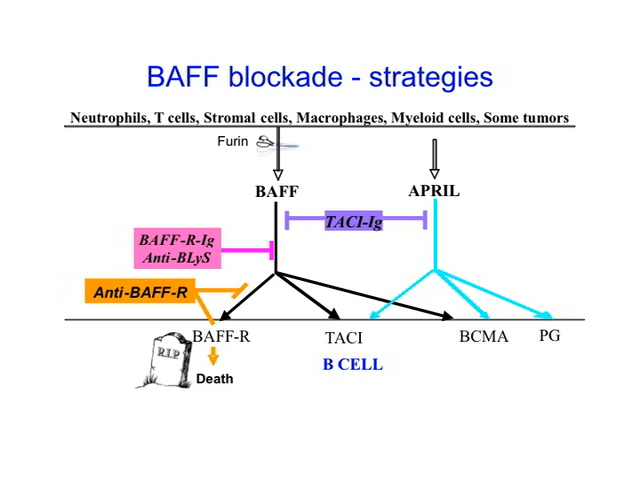 BAFF blockade - strategies
Neutrophils, T cells, Stromal cells, Macrophages, Myeloid cells, Some tumors
Furin
BAFF
APRIL
TACI-Ig
BAFF-R-Ig
Anti-BLyS
Anti-BAFF-R
BAFF-R
TACI
BCMA
PG
R.I.P
B CELL
Death